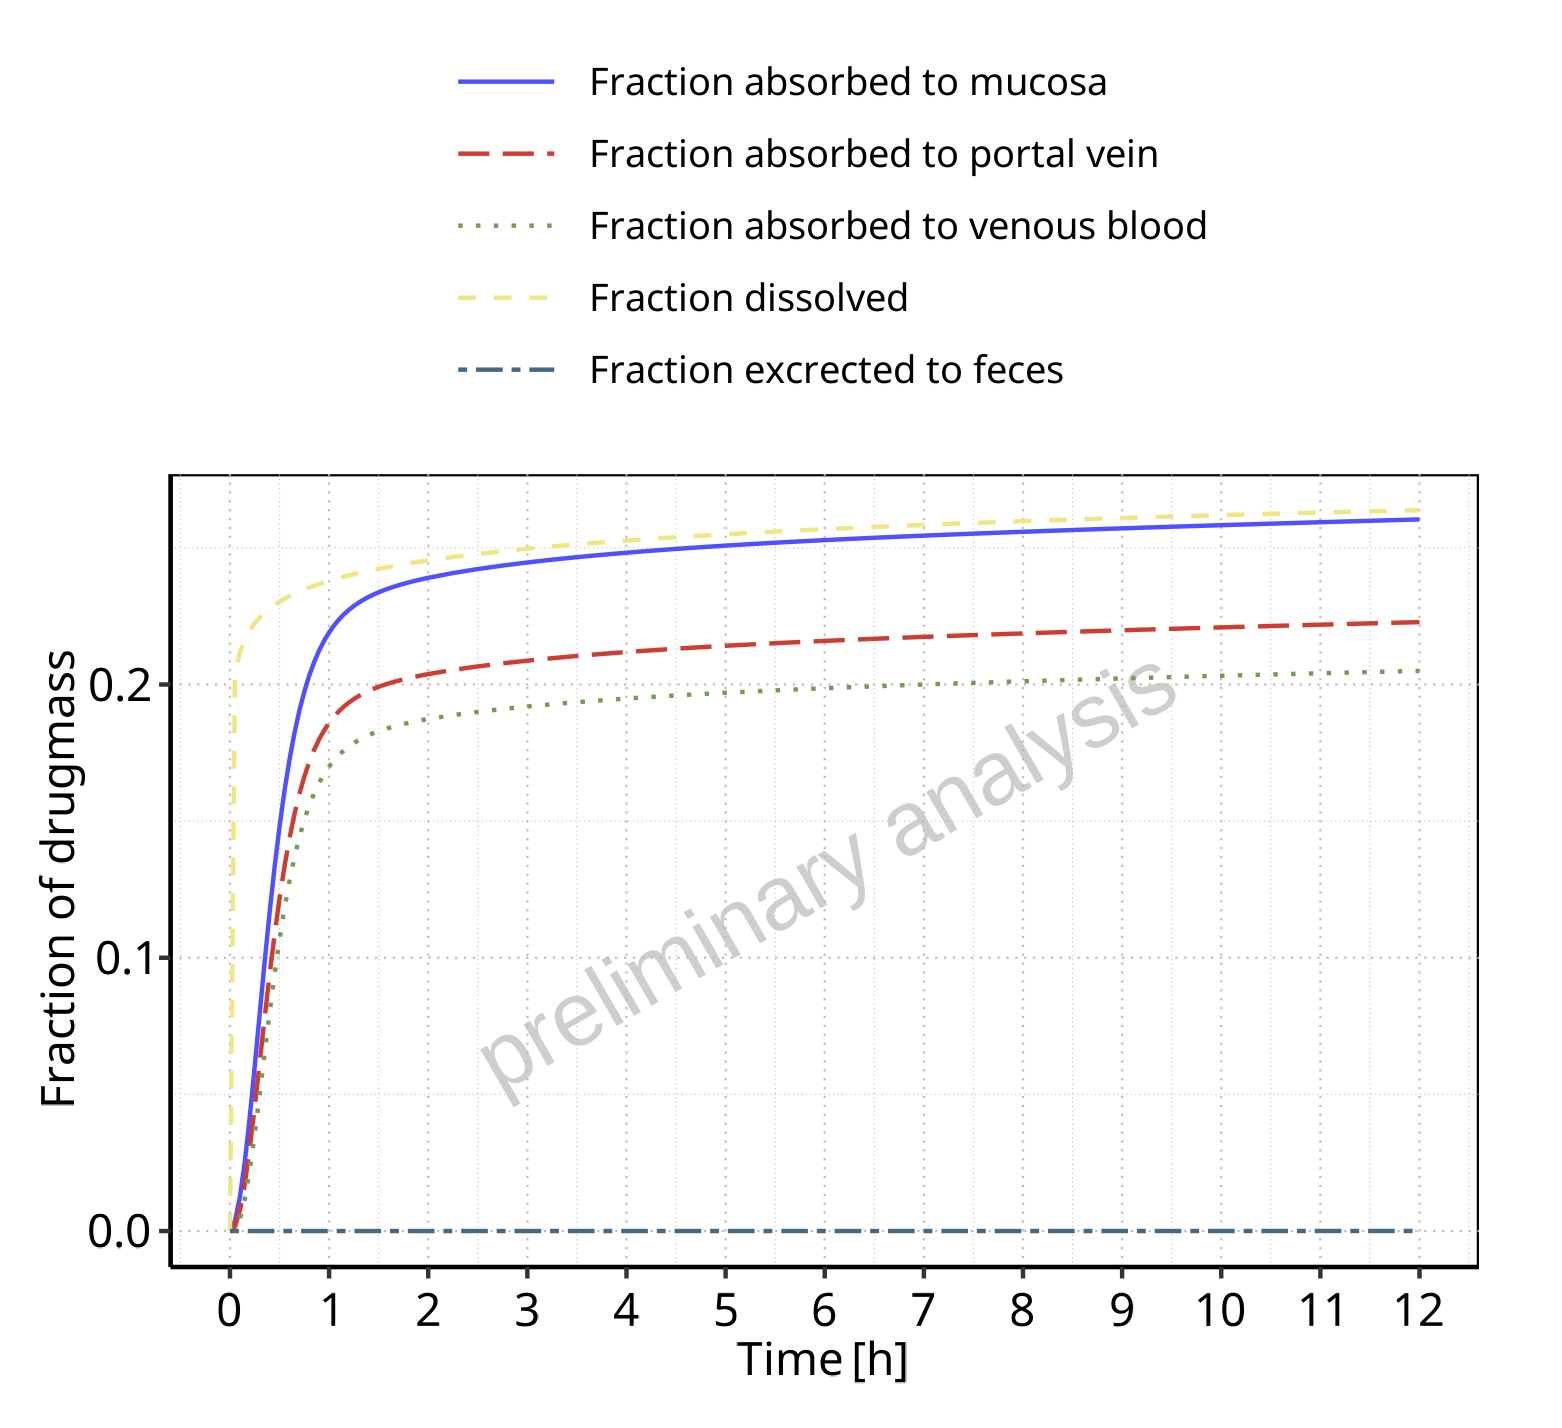 Fraction absorbed to mucosa
Fraction absorbed to portal vein
Fraction absorbed to venous blood
Fraction dissolved
Fraction excrected to feces
Fraction of drugmass
0.2
0.1
0.0
preliminary analysis
0 1 2 3 4 5 6 7 8 9 10 11 12
Time [h]